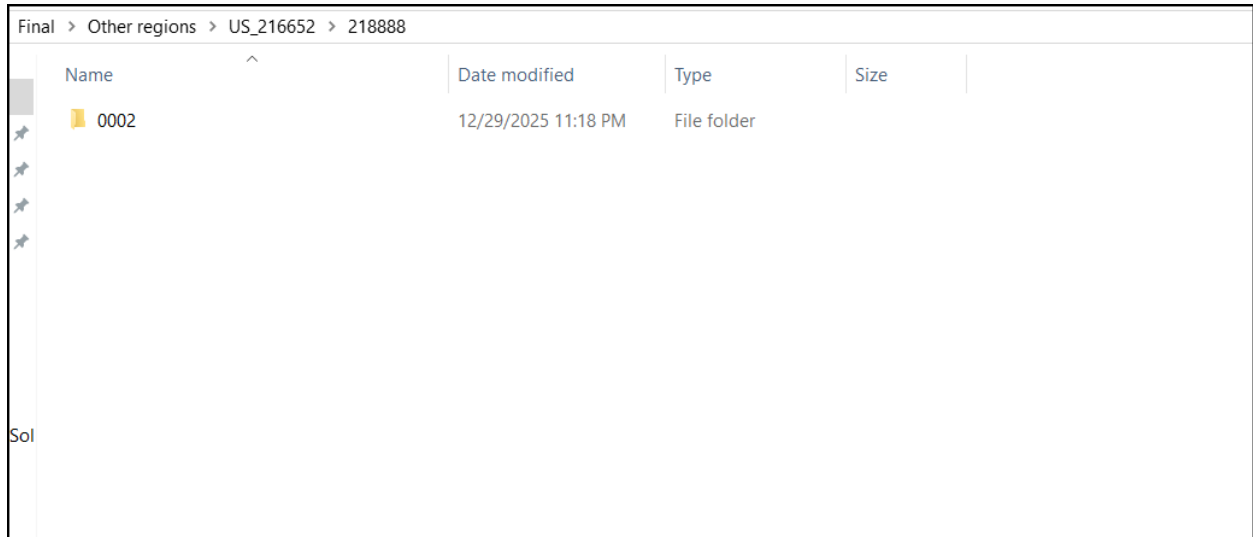 Final > Other regions > US_216652 > 218888
Name Date modified Type Size
0002 12/29/2025 11:18 PM File folder
Sol